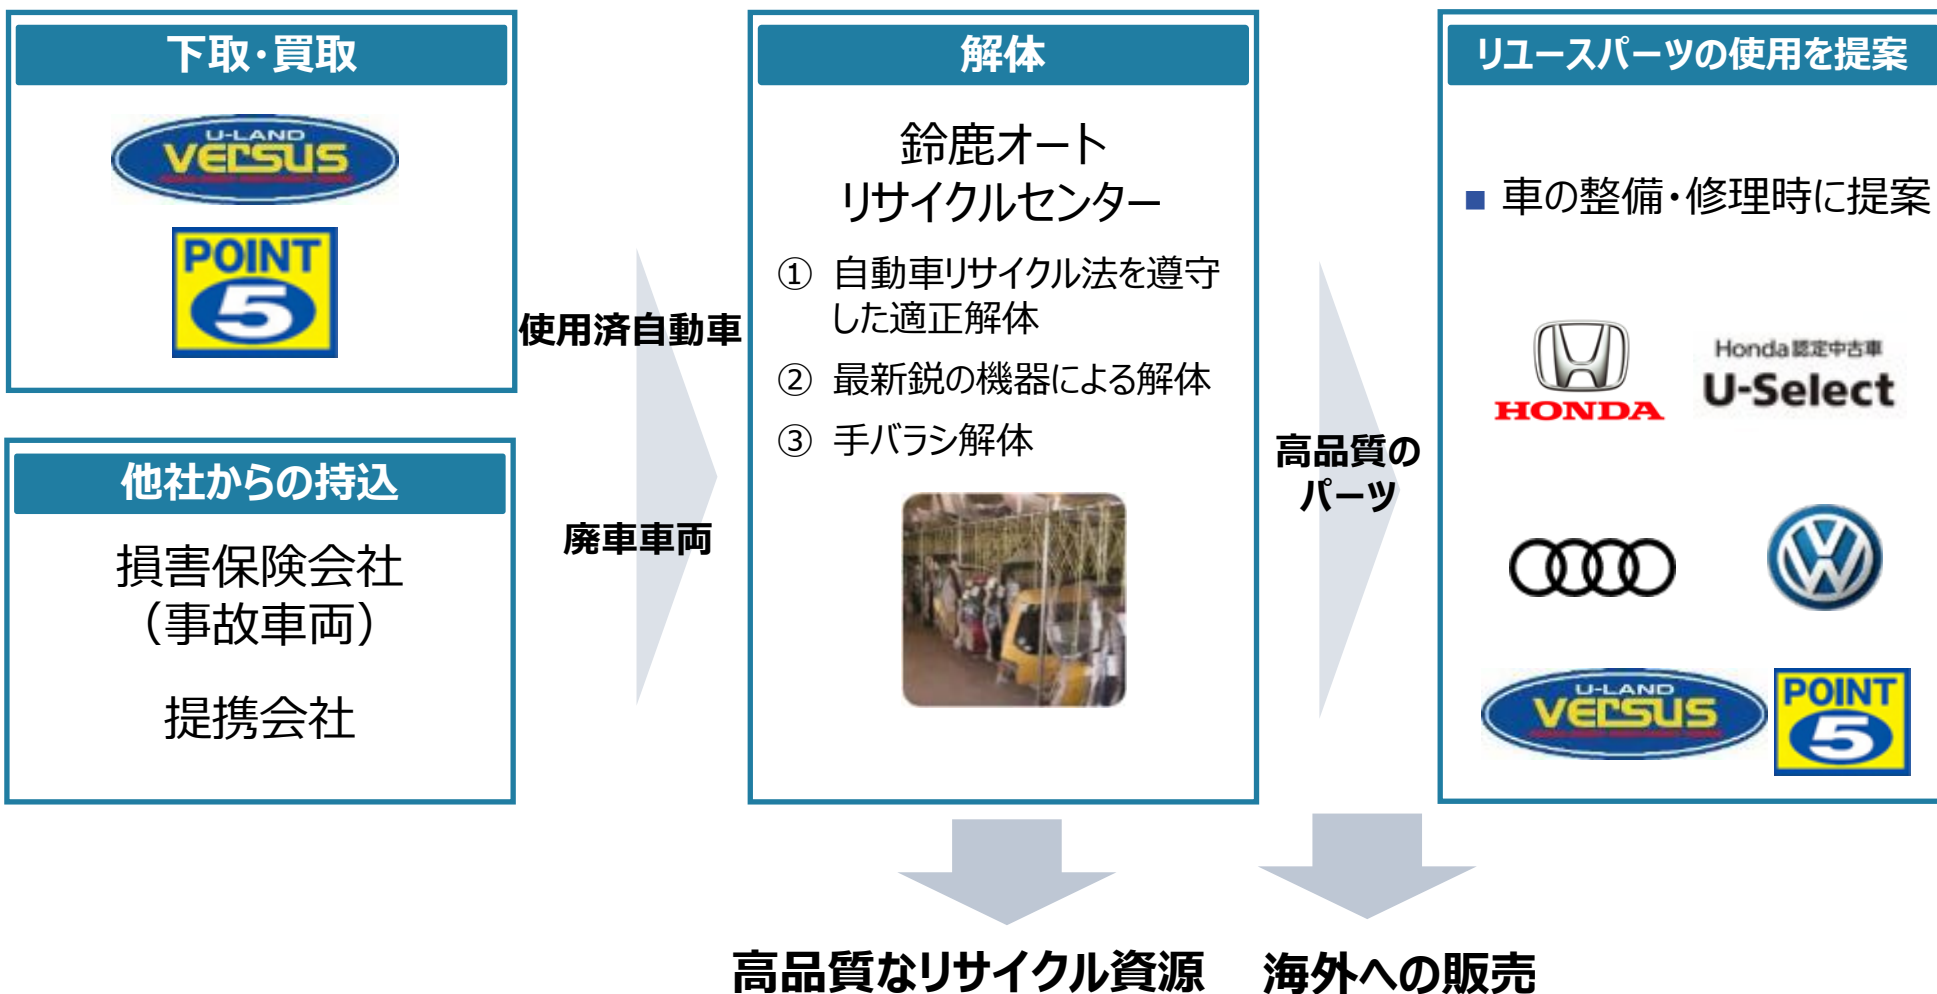 下取・買取
U-LAND
VERSUS
POINT
5
他社からの持込
損害保険会社
（事故車両）
提携会社
使用済自動車
廃車車両
解体
鈴鹿オート
リサイクルセンター
① 自動車リサイクル法を遵守
した適正解体
② 最新鋭の機器による解体
③ 手バラシ解体
高品質の
パーツ
リユースパーツの使用を提案
■ 車の整備・修理時に提案
HONDA
Honda認定中古車
U-Select
U-LAND
VERSUS
POINT
5
高品質なリサイクル資源
海外への販売